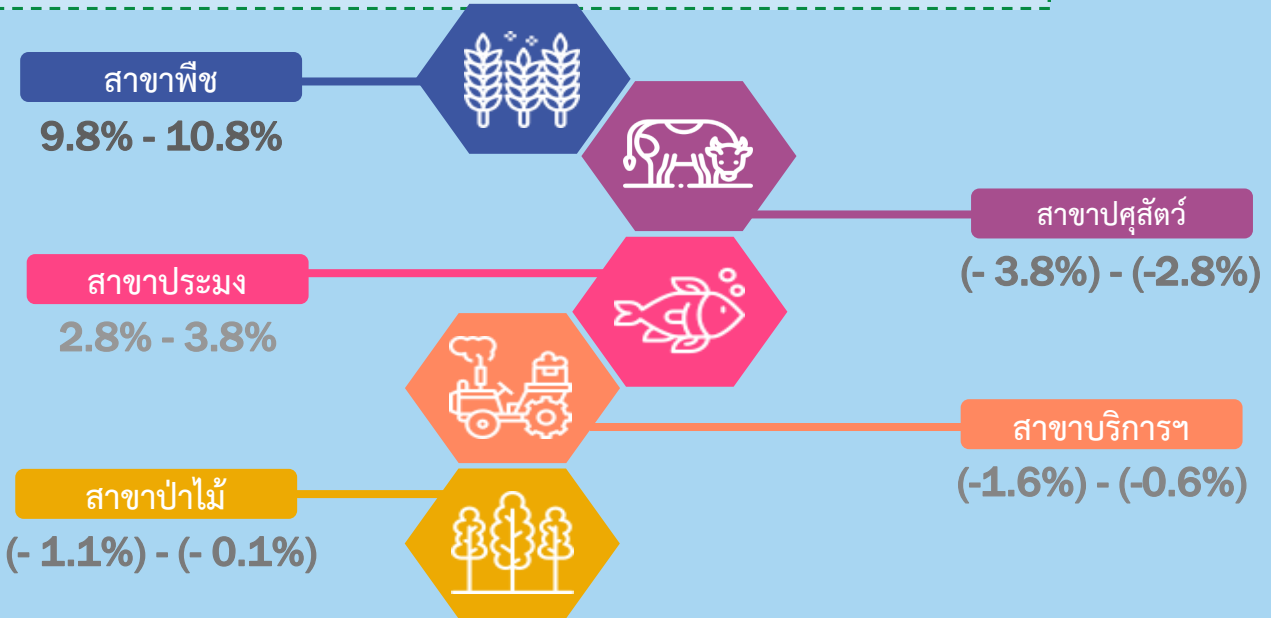 สาขาพืช
9.8% - 10.8%
สาขาปศุสัตว์
(- 3.8%) - (-2.8%)
สาขาประมง
2.8% - 3.8%
สาขาบริการฯ
(-1.6%) - (-0.6%)
สาขาป่าไม้
(- 1.1%) - (- 0.1%)